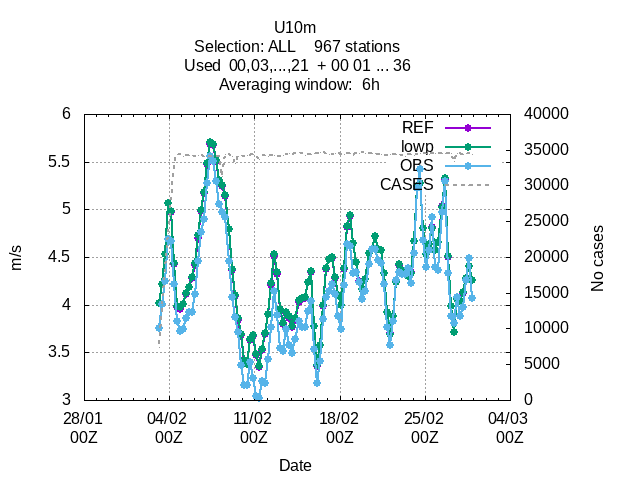 U10m
Selection: ALL    967 stations
Used  00,03,...,21  + 00 01 ... 36
Averaging window:  6h
6
5.5
5
4.5
4
3.5
3
m/s
40000
35000
30000
25000
20000
15000
10000
5000
0
No cases
REF
lowp
OBS
CASES
28/01 04/02 11/02 18/02 25/02 04/03
00Z 00Z 00Z 00Z 00Z 00Z
Date